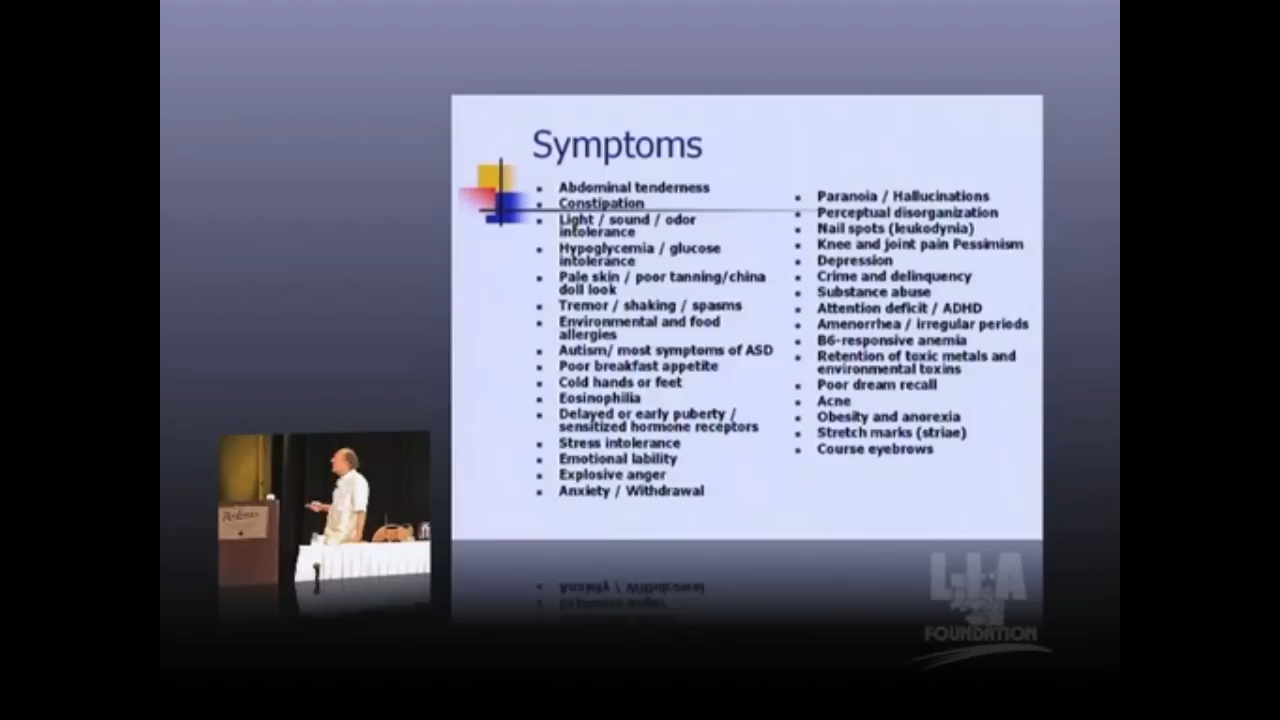 Symptoms
Abdominal tenderness
Constipation
Light / sound / odor
intolerance
Hypoglycemia / glucose
intolerance
Pale skin / poor tanning/china
doll look
Tremor / shaking / spasms
Environmental and food
allergies
Autism/ most symptoms of ASD
Poor breakfast appetite
Cold hands or feet
Eosinophilia
Delayed or early puberty /
sensitized hormone receptors
Stress intolerance
Emotional lability
Explosive anger
Anxiety / Withdrawal
Paranoia / Hallucinations
Perceptual disorganization
Nail spots (leukodynia)
Knee and joint pain Pessimism
Depression
Crime and delinquency
Substance abuse
Attention deficit / ADHD
Amenorrhea / irregular periods
B6-responsive anemia
Retention of toxic metals and
environmental toxins
Poor dream recall
Acne
Obesity and anorexia
Stretch marks (striae)
Course eyebrows
L.I.A
FOUNDATION